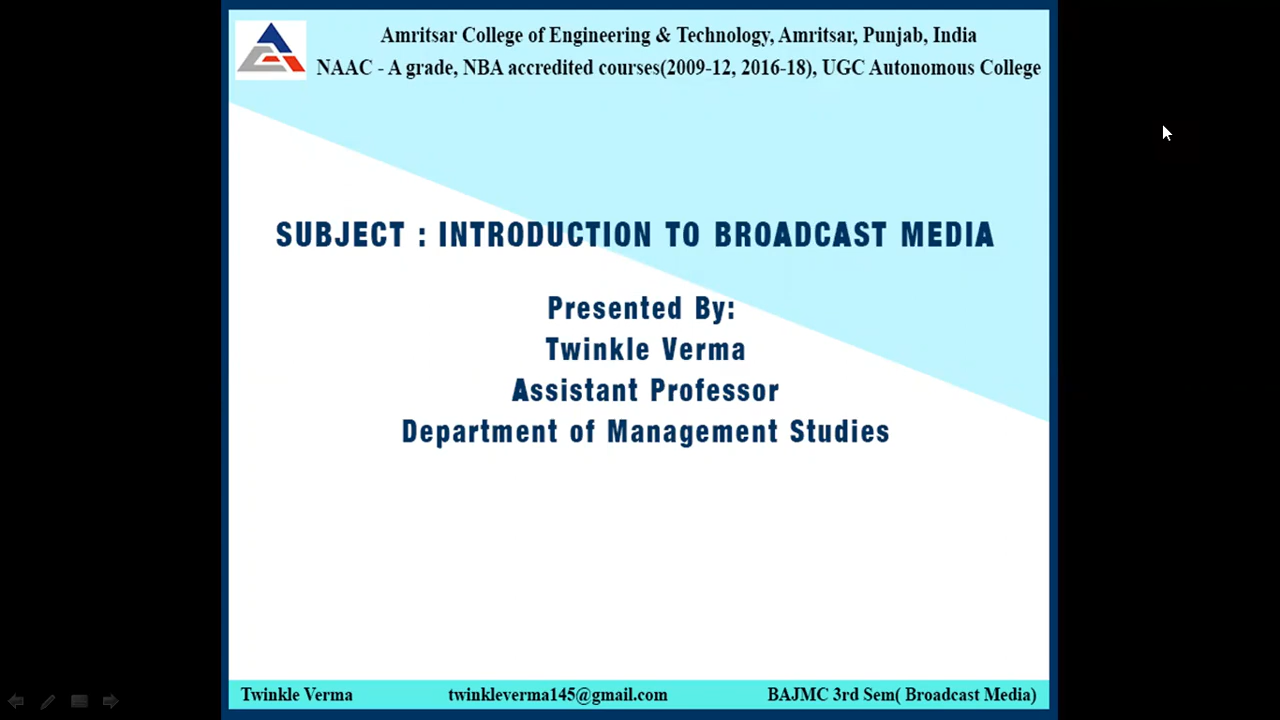 Amritsar College of Engineering & Technology, Amritsar, Punjab, India
NAAC - A grade, NBA accredited courses(2009-12, 2016-18), UGC Autonomous College
SUBJECT : INTRODUCTION TO BROADCAST MEDIA
Presented By:
Twinkle Verma
Assistant Professor
Department of Management Studies
Twinkle Verma twinkleverma145@gmail.com BAJMC 3rd Sem( Broadcast Media)